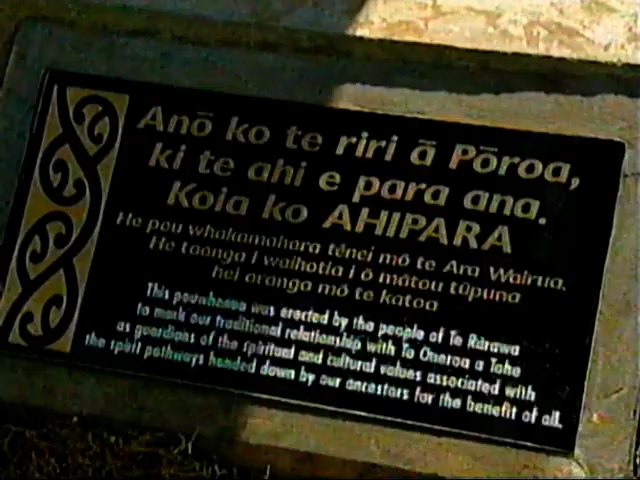 Anō ko te riri ā Pōroa,
ki te ahi e para ana.
Koia ko AHIPARA
He pou whakamahara tēnei mō te Ara Wairua.
He taonga i waihotia i ō mātou tūpuna
hei oranga mō te katoa
This pouwhenua was erected by the people of Te Rarawa
to mark our traditional relationship with Te Oneroa a Tohe
as guardians of the spiritual and cultural values associated with
the spirit pathways handed down by our ancestors for the benefit of all.